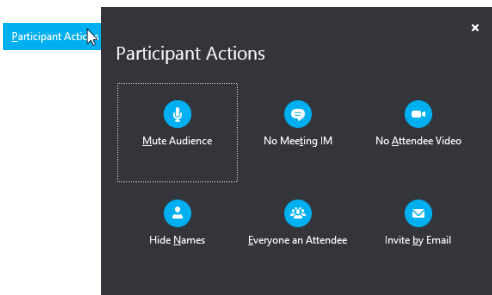 Participant Actions
Participant Actions
Mute Audience
No Meeting IM
No Attendee Video
Hide Names
Everyone an Attendee
Invite by Email